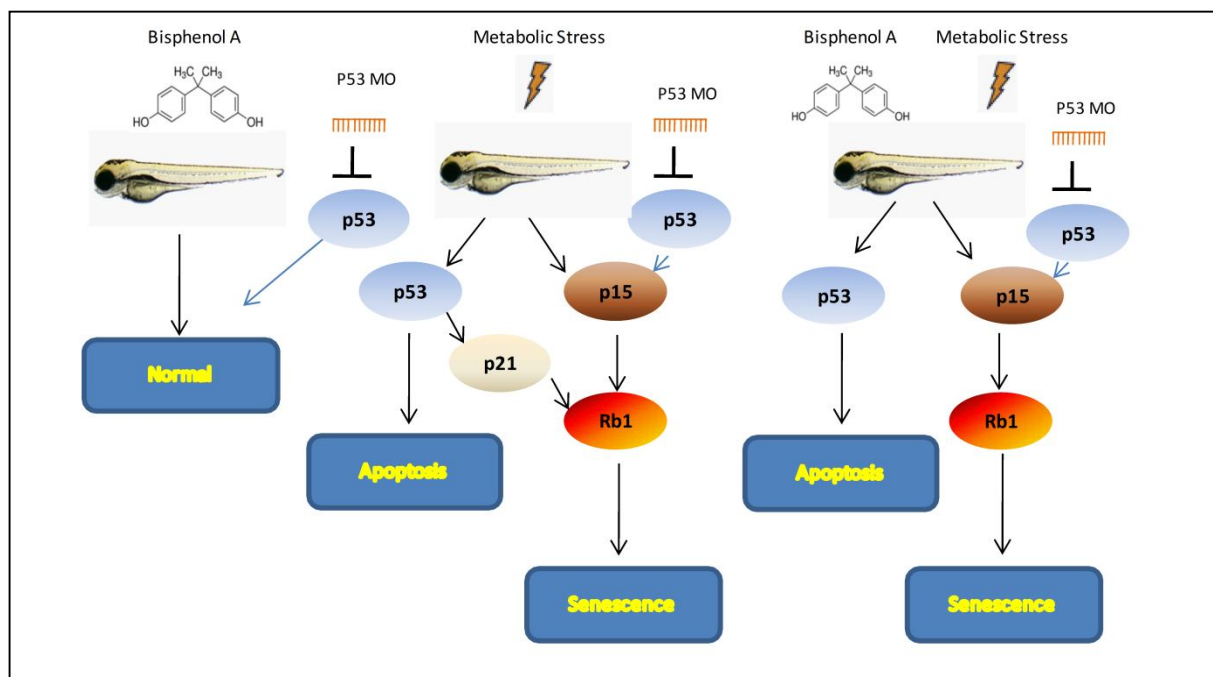 Bisphenol A
H₃C CH₃
HO OH
P53 MO
p53
Normal
Metabolic Stress
P53 MO
p53
p53
p15
p21
Rb1
Apoptosis
Senescence
Bisphenol A
Metabolic Stress
H₃C CH₃
HO OH
P53 MO
p53
p53
p15
Rb1
Apoptosis
Senescence